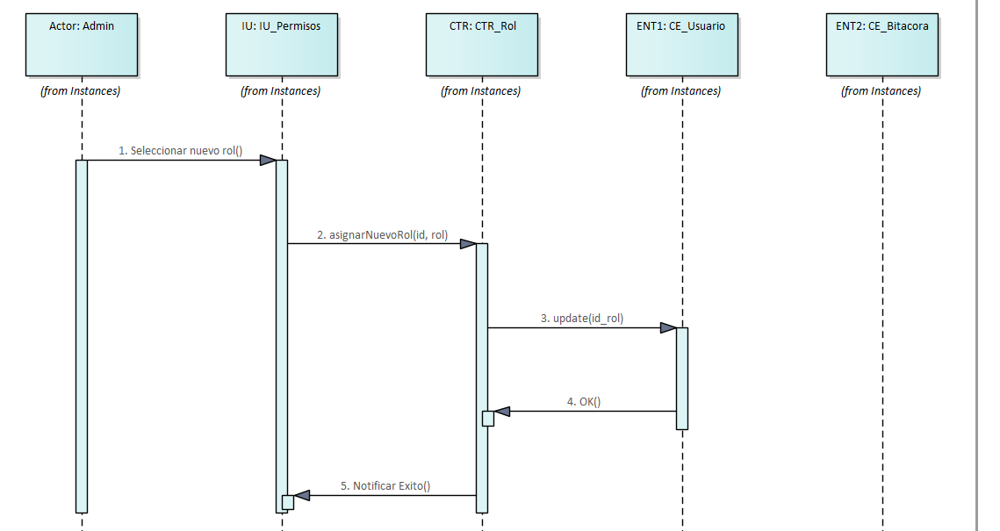 Actor: Admin
IU: IU_Permisos
CTR: CTR_Rol
ENT1: CE_Usuario
ENT2: CE_Bitacora
(from Instances)
(from Instances)
(from Instances)
(from Instances)
(from Instances)
1. Seleccionar nuevo rol()
2. asignarNuevoRol(id, rol)
3. update(id_rol)
4. OK()
5. Notificar Exito()